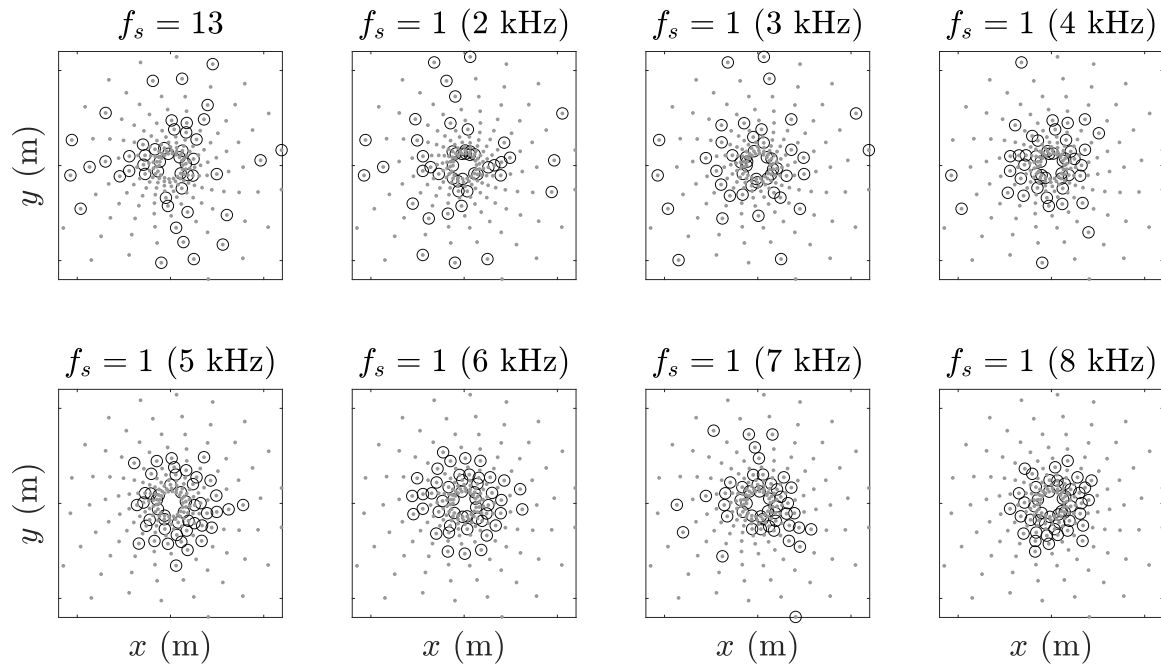 f_s = 13
f_s = 1 (2 kHz)
f_s = 1 (3 kHz)
f_s = 1 (4 kHz)
y (m)
f_s = 1 (5 kHz)
f_s = 1 (6 kHz)
f_s = 1 (7 kHz)
f_s = 1 (8 kHz)
y (m)
x (m)
x (m)
x (m)
x (m)